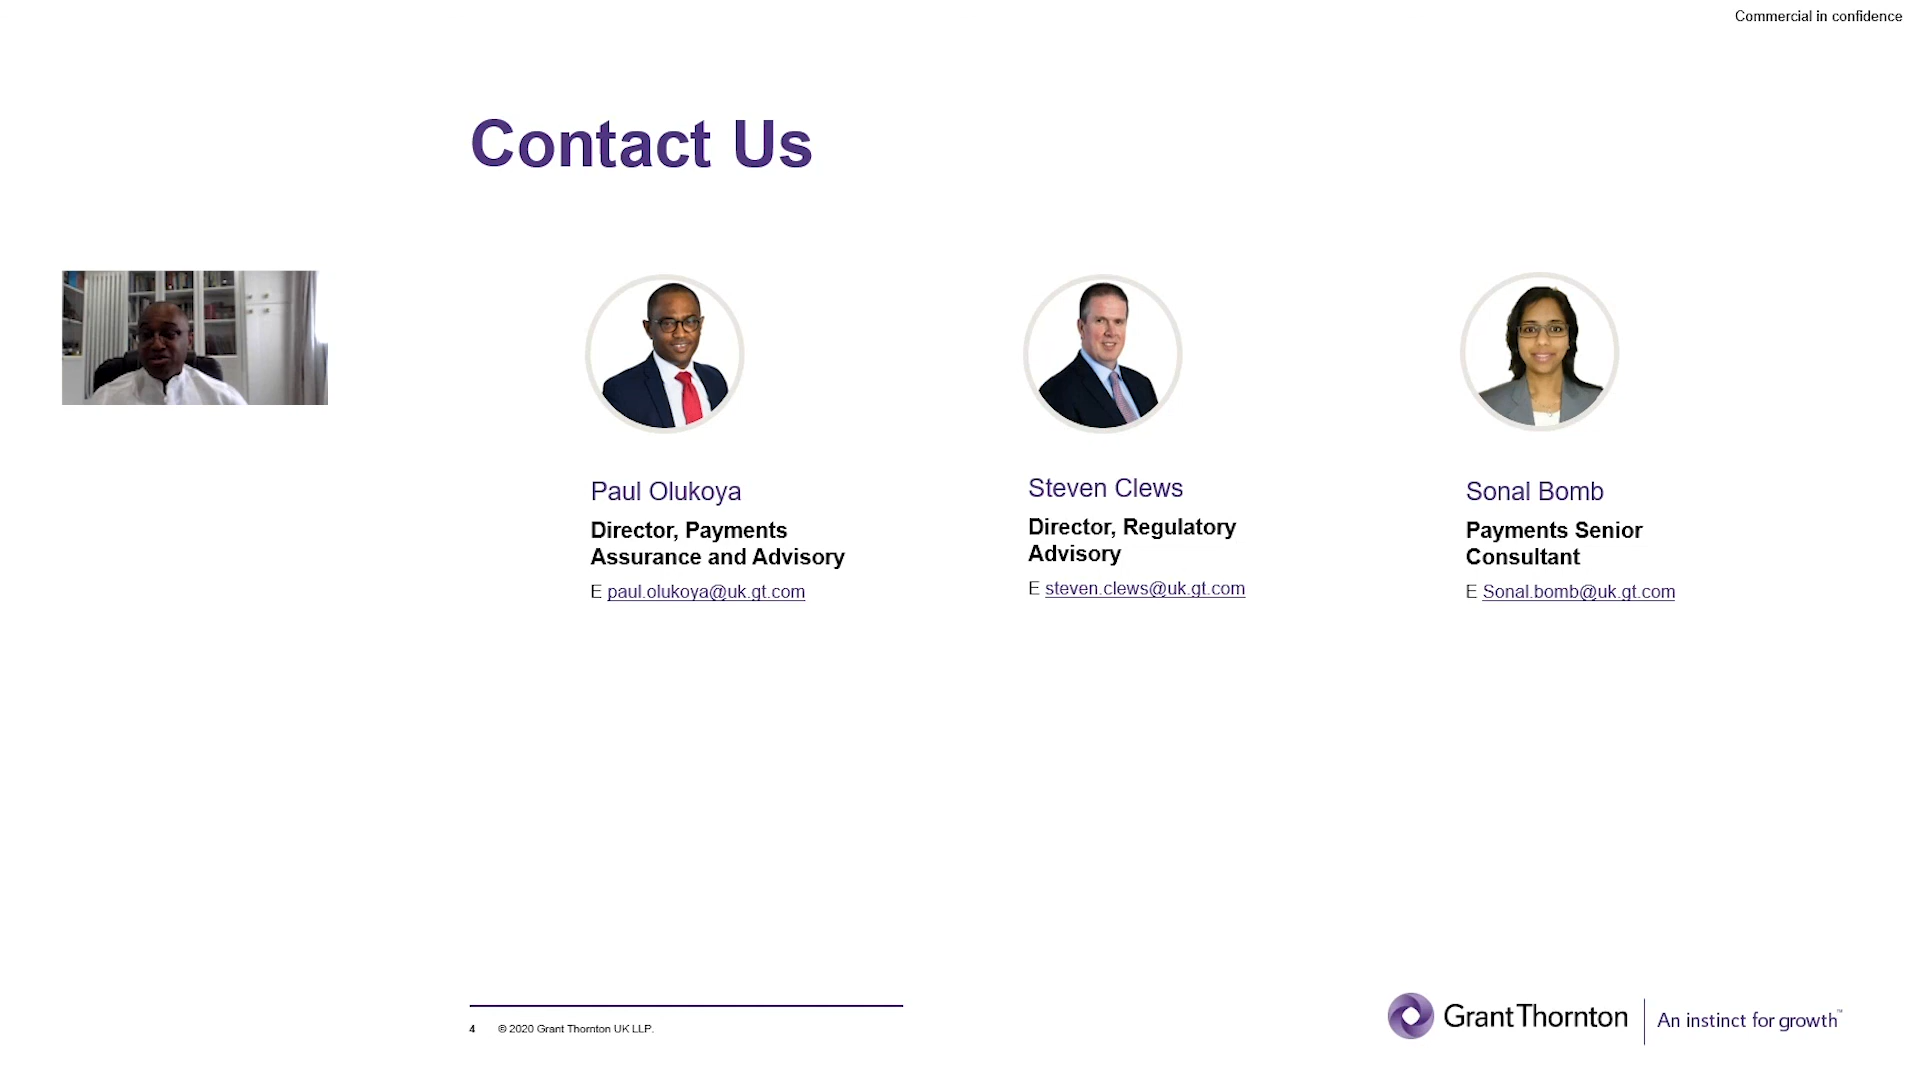 Commercial in confidence
Contact Us
Paul Olukoya
Director, Payments
Assurance and Advisory
E paul.olukoya@uk.gt.com
Steven Clews
Director, Regulatory
Advisory
E steven.clews@uk.gt.com
Sonal Bomb
Payments Senior
Consultant
E Sonal.bomb@uk.gt.com
4 © 2020 Grant Thornton UK LLP.
GrantThornton
An instinct for growth™